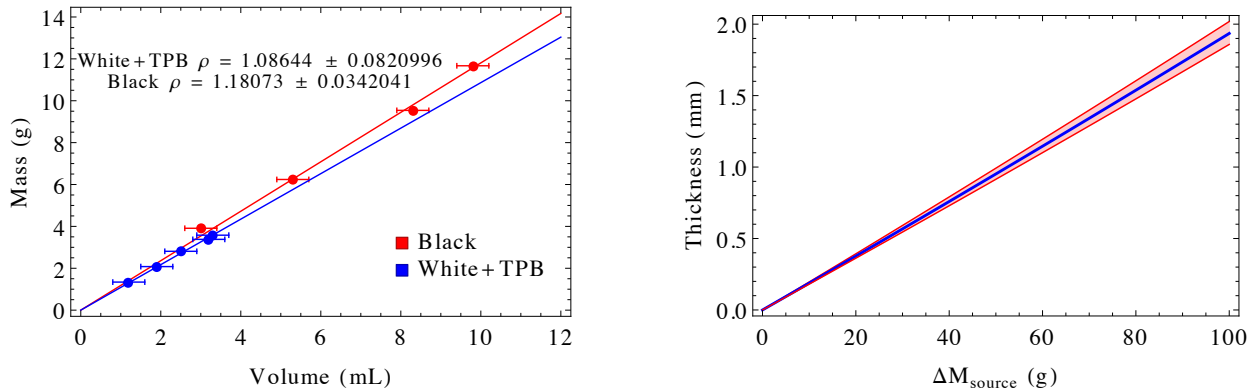 White+TPB ρ = 1.08644 ± 0.0820996
Black ρ = 1.18073 ± 0.0342041
Black
White+TPB
Mass (g)
14
12
10
8
6
4
2
0
0 2 4 6 8 10 12
Volume (mL)
Thickness (mm)
2.0
1.5
1.0
0.5
0.0
0 20 40 60 80 100
ΔM_source (g)